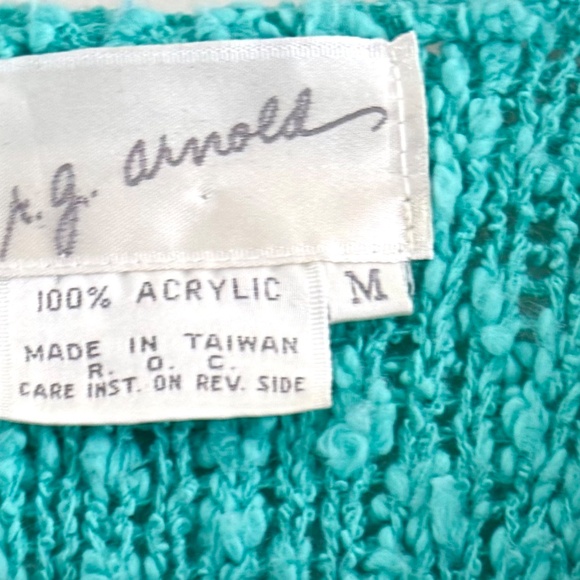 r.g. arnold
100% ACRYLIC
M
MADE IN TAIWAN
R. O. C.
CARE INST. ON REV. SIDE